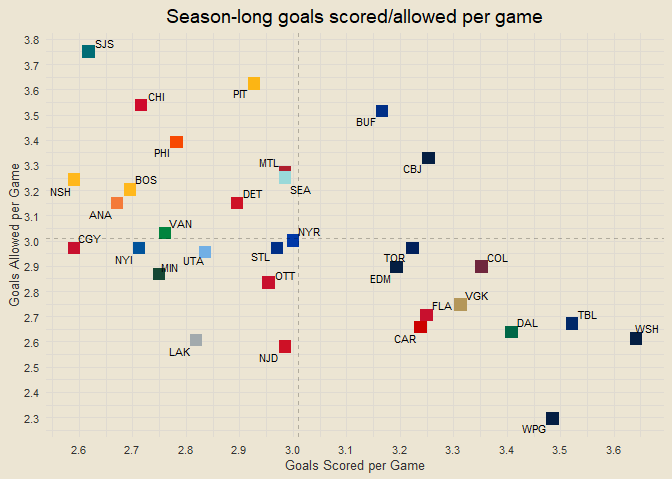 Season-long goals scored/allowed per game
Goals Allowed per Game
3.8
3.7
3.6
3.5
3.4
3.3
3.2
3.1
3.0
2.9
2.8
2.7
2.6
2.5
2.4
2.3
SJS
CHI
PIT
BUF
PHI
MTL
CBJ
NSH
BOS
SEA
ANA
DET
VAN
NYR
CGY
NYI
UTA
STL
TOR
COL
MIN
OTT
EDM
VGK
FLA
CAR
DAL
TBL
WSH
LAK
NJD
WPG
2.6 2.7 2.8 2.9 3.0 3.1 3.2 3.3 3.4 3.5 3.6
Goals Scored per Game